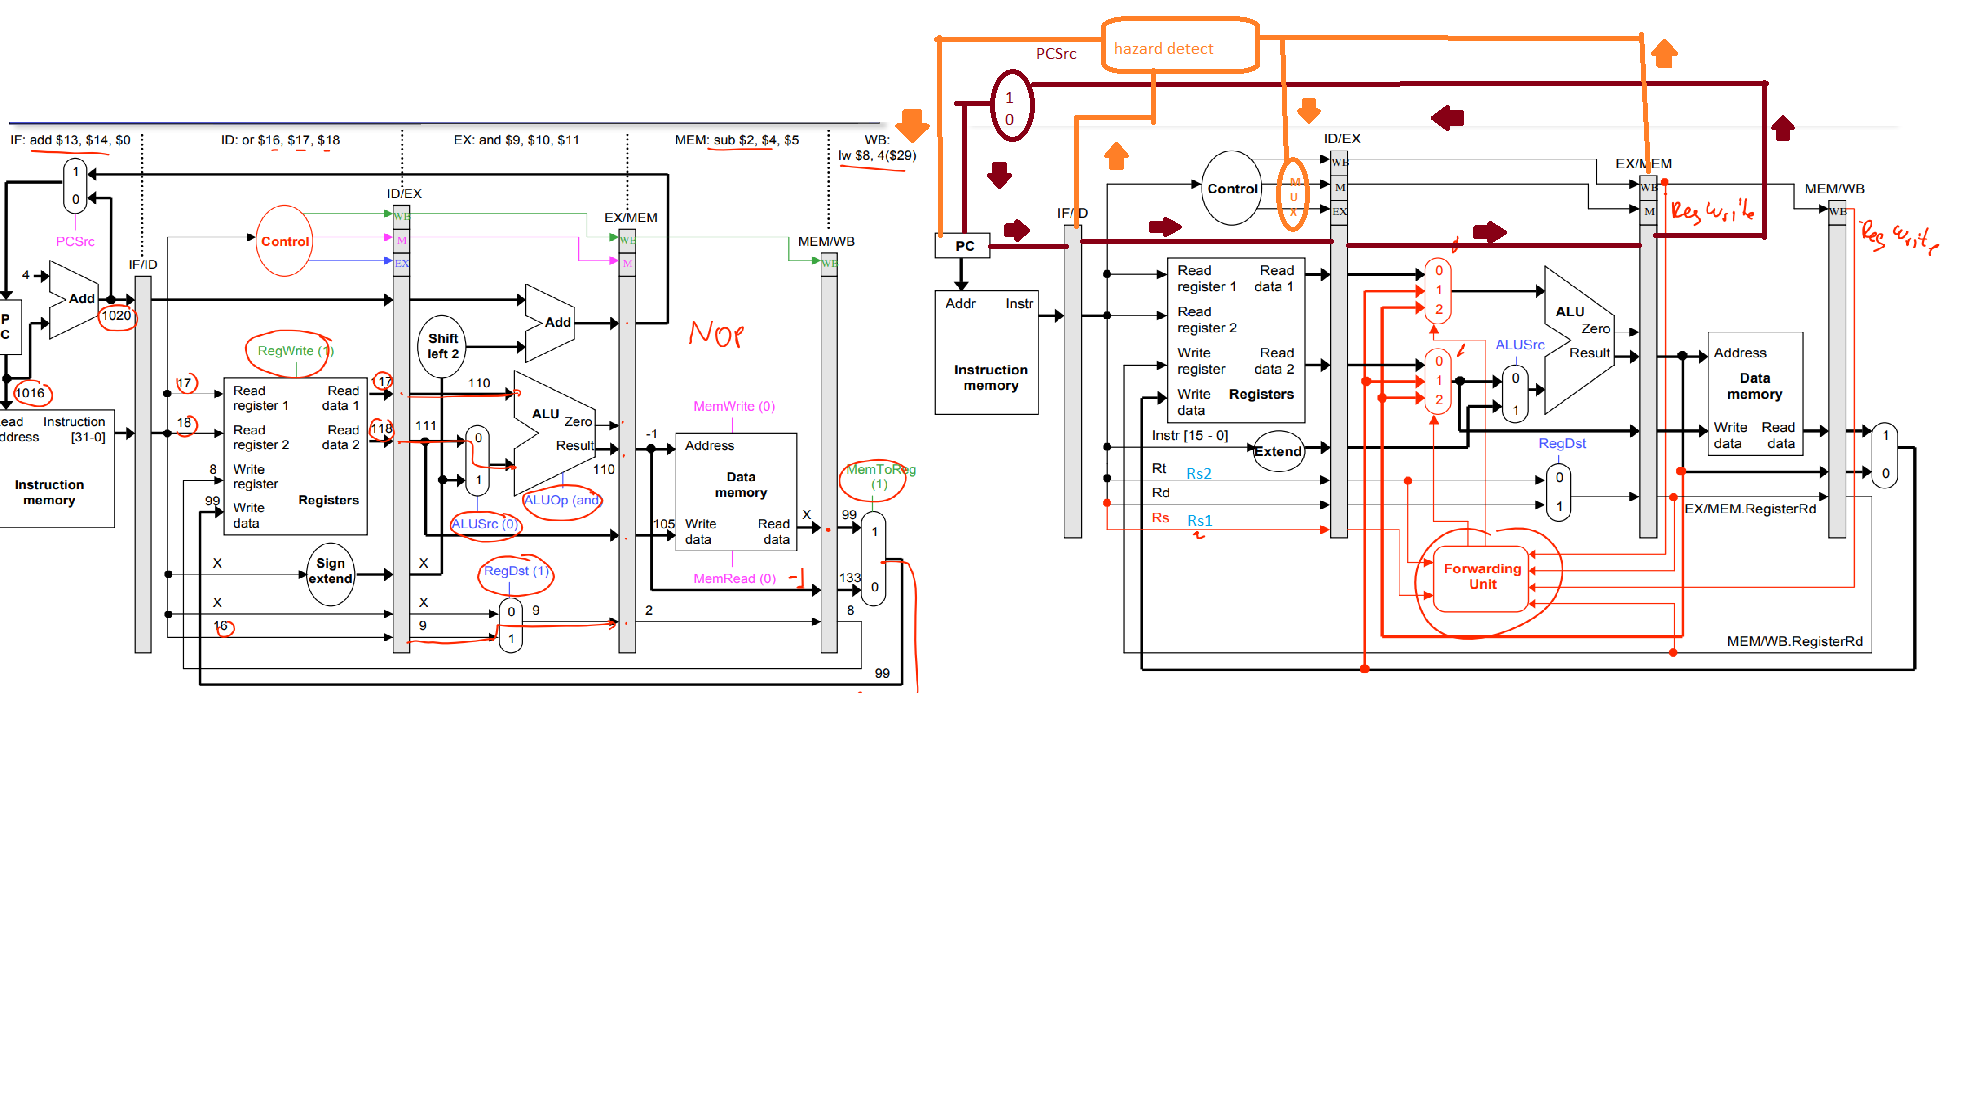 IF: add $13, $14, $0
ID: or $16, $17, $18
EX: and $9, $10, $11
MEM: sub $2, $4, $5
WB:
lw $8, 4($29)
1
0
PCSrc
4
Add
P
C
1020
1016
ead
ddress
Instruction
[31-0]
Instruction
memory
IF/ID
Control
ID/EX
WB
M
EX
EX/MEM
WB
M
MEM/WB
WB
Shift
left 2
Add
NOP
RegWrite (1)
17
Read
register 1
Read
data 1
117
110
18
Read
register 2
Read
data 2
118
111
8
Write
register
99
Write
data
Registers
0
1
ALU
Zero
Result
110
ALUSrc (0)
ALUOp (and
-1
105
MemWrite (0)
Address
Data
memory
Write
data
Read
data
MemRead (0)
-1
X
99
133
MemToReg
(1)
1
0
X
Sign
extend
X
X
X
16
9
RegDst (1)
0
1
9
2
8
99
hazard detect
PCSrc
1
0
PC
Addr
Instr
Instruction
memory
IF/ID
Control
M
U
X
ID/EX
WB
M
EX
EX/MEM
WB
M
Reg write
MEM/WB
WB
Reg write
Read
register 1
Read
data 1
Read
register 2
Write
register
Read
data 2
Write
data
Registers
0
1
2
0
1
2
ALU
Zero
Result
ALUSrc
0
1
Address
Data
memory
Write
data
Read
data
1
0
Instr [15 - 0]
Extend
Rt
Rs2
Rd
Rs
Rs1
RegDst
0
1
EX/MEM.RegisterRd
Forwarding
Unit
MEM/WB.RegisterRd